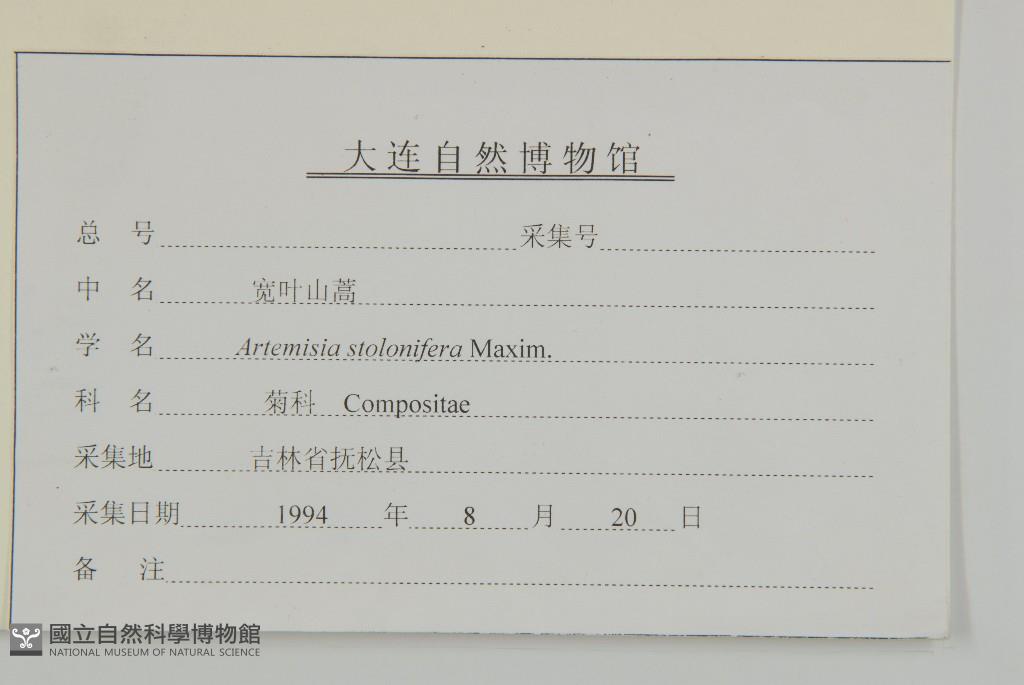 大连自然博物馆
总 号 采集号
中 名 宽叶山蒿
学 名 Artemisia stolonifera Maxim.
科 名 菊科 Compositae
采集地 吉林省抚松县
采集日期 1994 年 8 月 20 日
备 注
國立自然科學博物館
NATIONAL MUSEUM OF NATURAL SCIENCE